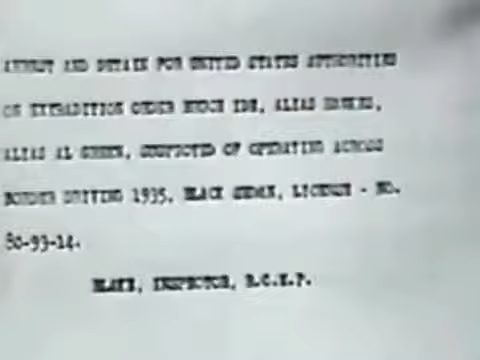 ARREST AND DETAIN FOR UNITED STATES AUTHORITIES
ON EXTRADITION ORDER ALIAS
ALIAS AL GREEN, SUSPECTED OF OPERATING ACROSS
BORDER DRIVING 1935. BLACK SEDAN, LICENSE - NO.
80-93-14.
BLAKE, INSPECTOR, R.C.M.P.